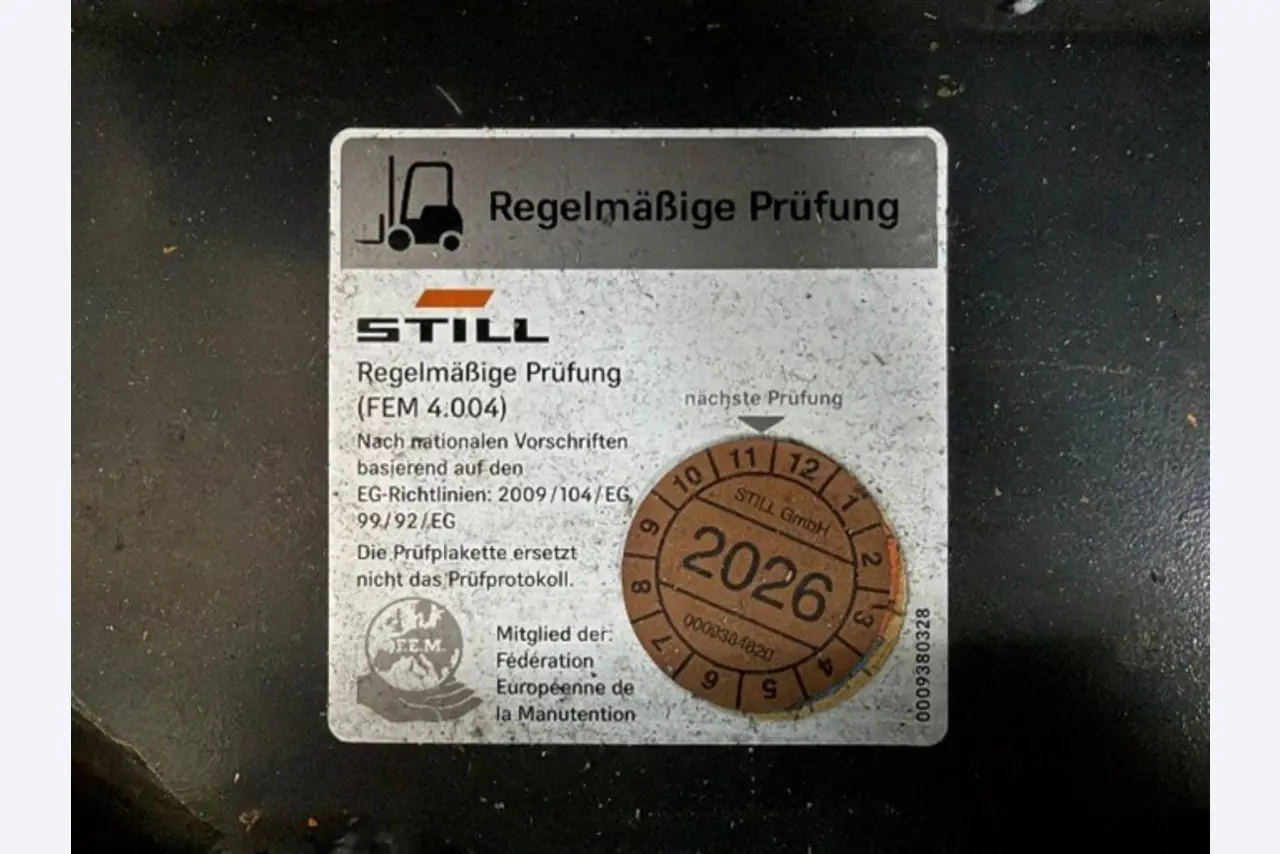 Regelmäßige Prüfung
STILL
Regelmäßige Prüfung
(FEM 4.004)
Nach nationalen Vorschriften
basierend auf den
EG-Richtlinien: 2009/104/EG,
99/92/EG
Die Prüfplakette ersetzt
nicht das Prüfprotokoll.
F.E.M.
Mitglied der:
Fédération
Européenne de
la Manutention
nächste Prüfung
11 12 1 2 3 4 5 6 7 8 9 10
STILL GmbH
2026
0009384820
0009380328